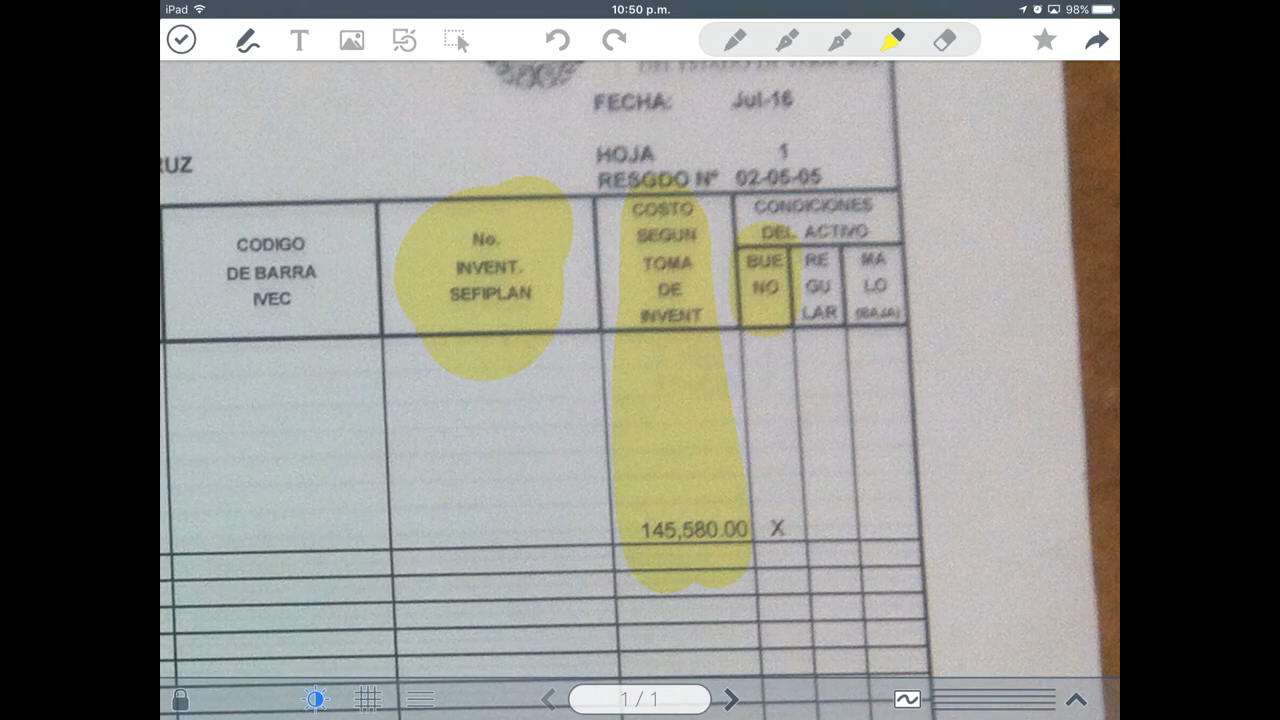 iPad
10:50 p.m.
98%
T
FECHA: Jul-16
HOJA 1
RUZ
RESGDO Nº 02-05-05
CODIGO
DE BARRA
IVEC
No.
INVENT.
SEFIPLAN
COSTO
SEGUN
TOMA
DE
INVENT
CONDICIONES
DEL ACTIVO
BUE
NO
RE
GU
LAR
MA
LO
(BAJA)
145,580.00 X
1 / 1